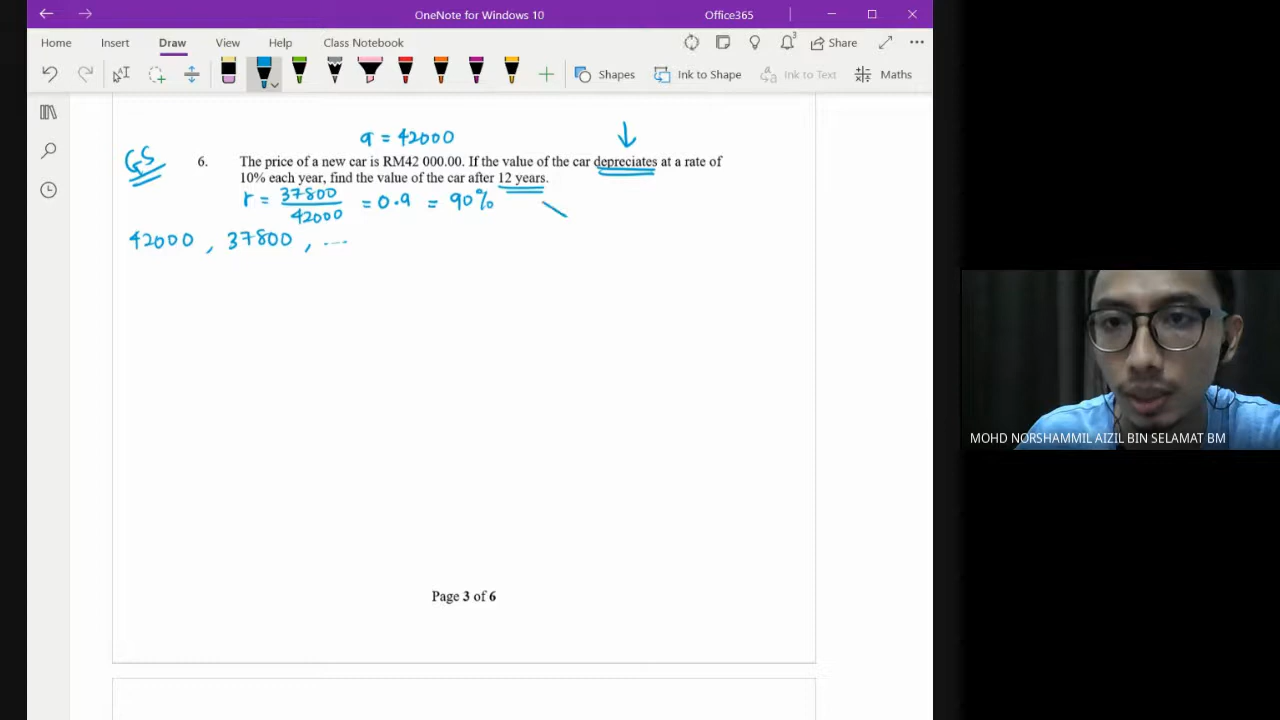 OneNote for Windows 10
Office365
Home Insert Draw View Help Class Notebook
3
Share
Shapes Ink to Shape Ink to Text Maths
a = 42000
GS
6. The price of a new car is RM42 000.00. If the value of the car depreciates at a rate of
10% each year, find the value of the car after 12 years.
r = 37800/42000 = 0.9 = 90%
42000 , 37800 , ....
MOHD NORSHAMMIL AIZIL BIN SELAMAT BM
Page 3 of 6